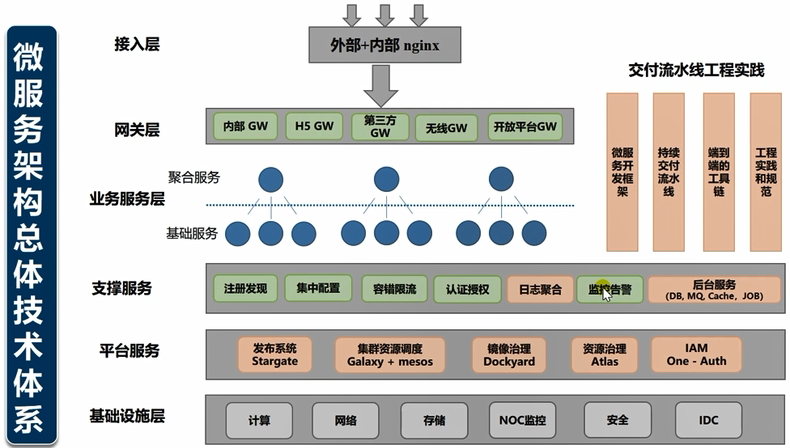 微服务架构总体技术体系
接入层
外部+内部 nginx
交付流水线工程实践
网关层
内部 GW
H5 GW
第三方
GW
无线GW
开放平台GW
微服
务开
发框
架
持续
交付
流水
线
端到
端的
工具
链
工程
实践
和规
范
业务服务层
聚合服务
基础服务
支撑服务
注册发现
集中配置
容错限流
认证授权
日志聚合
监控告警
后台服务
(DB, MQ, Cache, JOB)
平台服务
发布系统
Stargate
集群资源调度
Galaxy + mesos
镜像治理
Dockyard
资源治理
Atlas
IAM
One - Auth
基础设施层
计算
网络
存储
NOC监控
安全
IDC